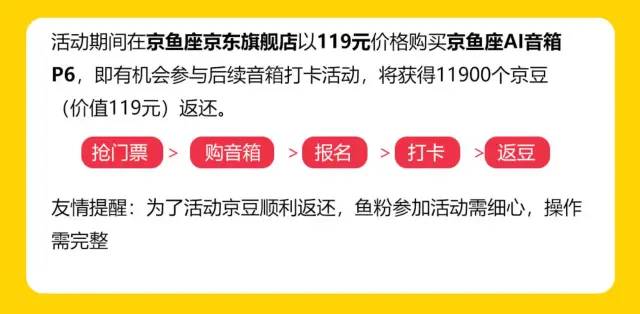 活动期间在京鱼座京东旗舰店以119元价格购买京鱼座AI音箱
P6，即有机会参与后续音箱打卡活动，将获得11900个京豆
（价值119元）返还。
抢门票 > 购音箱 > 报名 > 打卡 > 返豆
友情提醒：为了活动京豆顺利返还，鱼粉参加活动需细心，操作
需完整